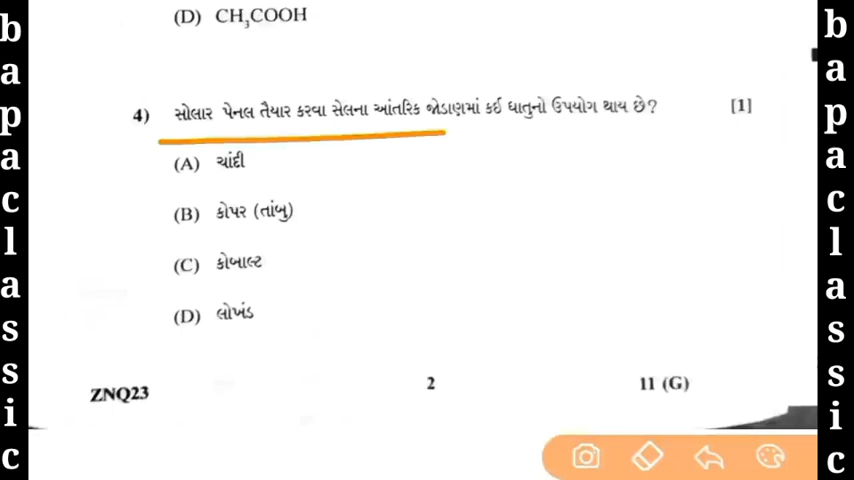 (D) CH₃COOH
4) સોલાર પેનલ તૈયાર કરવા સેલના આંતરિક જોડાણમાં કઈ ધાતુનો ઉપયોગ થાય છે? [1]
(A) ચાંદી
(B) કોપર (તાંબુ)
(C) કોબાલ્ટ
(D) લોખંડ
ZNQ23 2 11 (G)
bapaclassic
bapaclassic